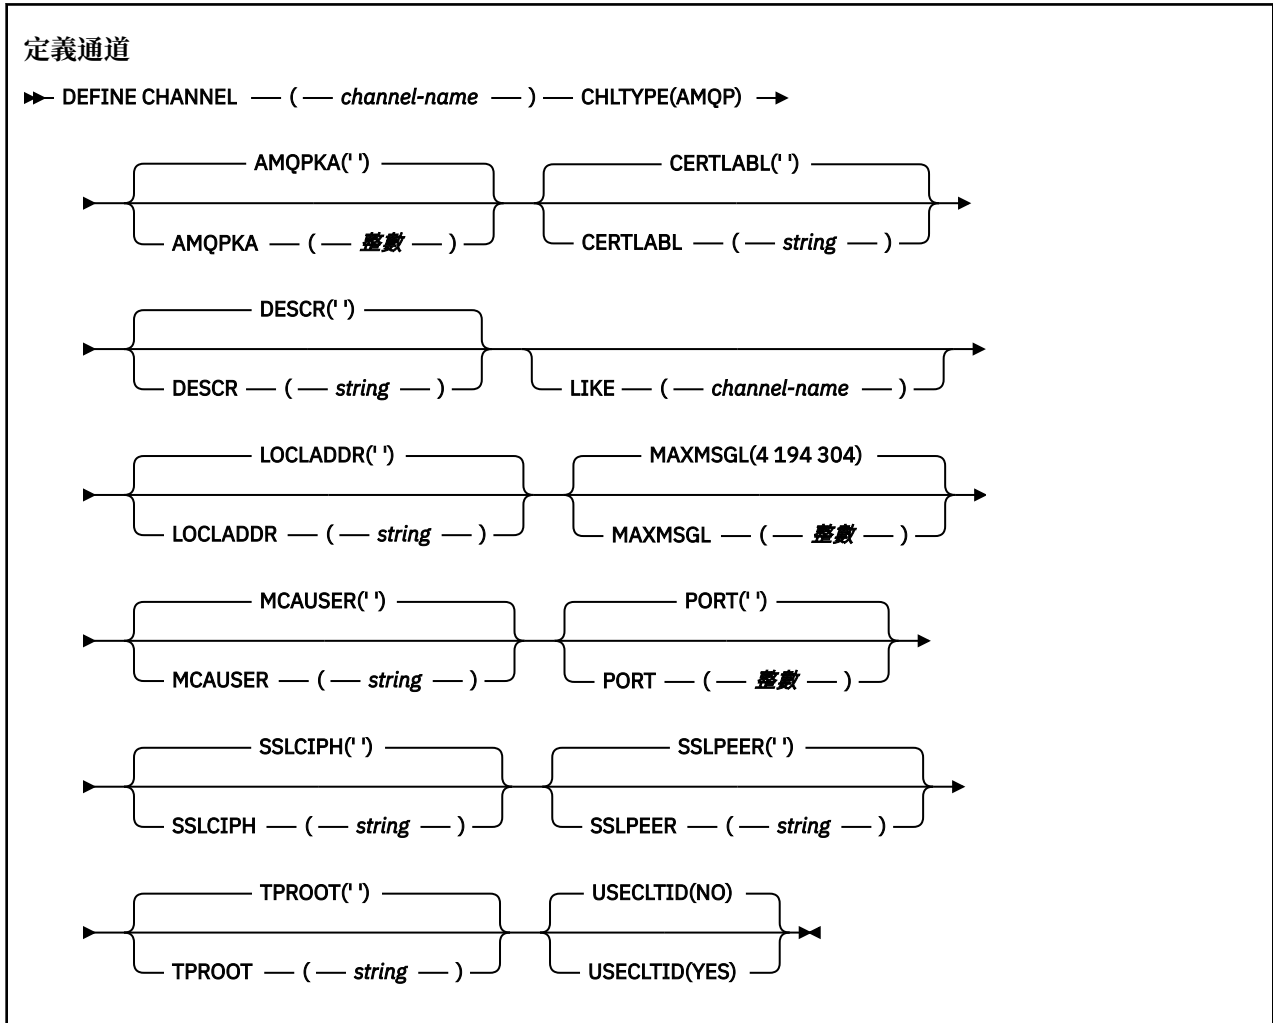 定義通道
DEFINE CHANNEL ( channel-name ) CHLTYPE(AMQP)
AMQPKA(' ') CERTLABL(' ')
AMQPKA ( 整數 ) CERTLABL ( string )
DESCR(' ')
DESCR ( string ) LIKE ( channel-name )
LOCLADDR(' ') MAXMSGL(4 194 304)
LOCLADDR ( string ) MAXMSGL ( 整數 )
MCAUSER(' ') PORT(' ')
MCAUSER ( string ) PORT ( 整數 )
SSLCIPH(' ') SSLPEER(' ')
SSLCIPH ( string ) SSLPEER ( string )
TPROOT(' ') USECLTID(NO)
TPROOT ( string ) USECLTID(YES)